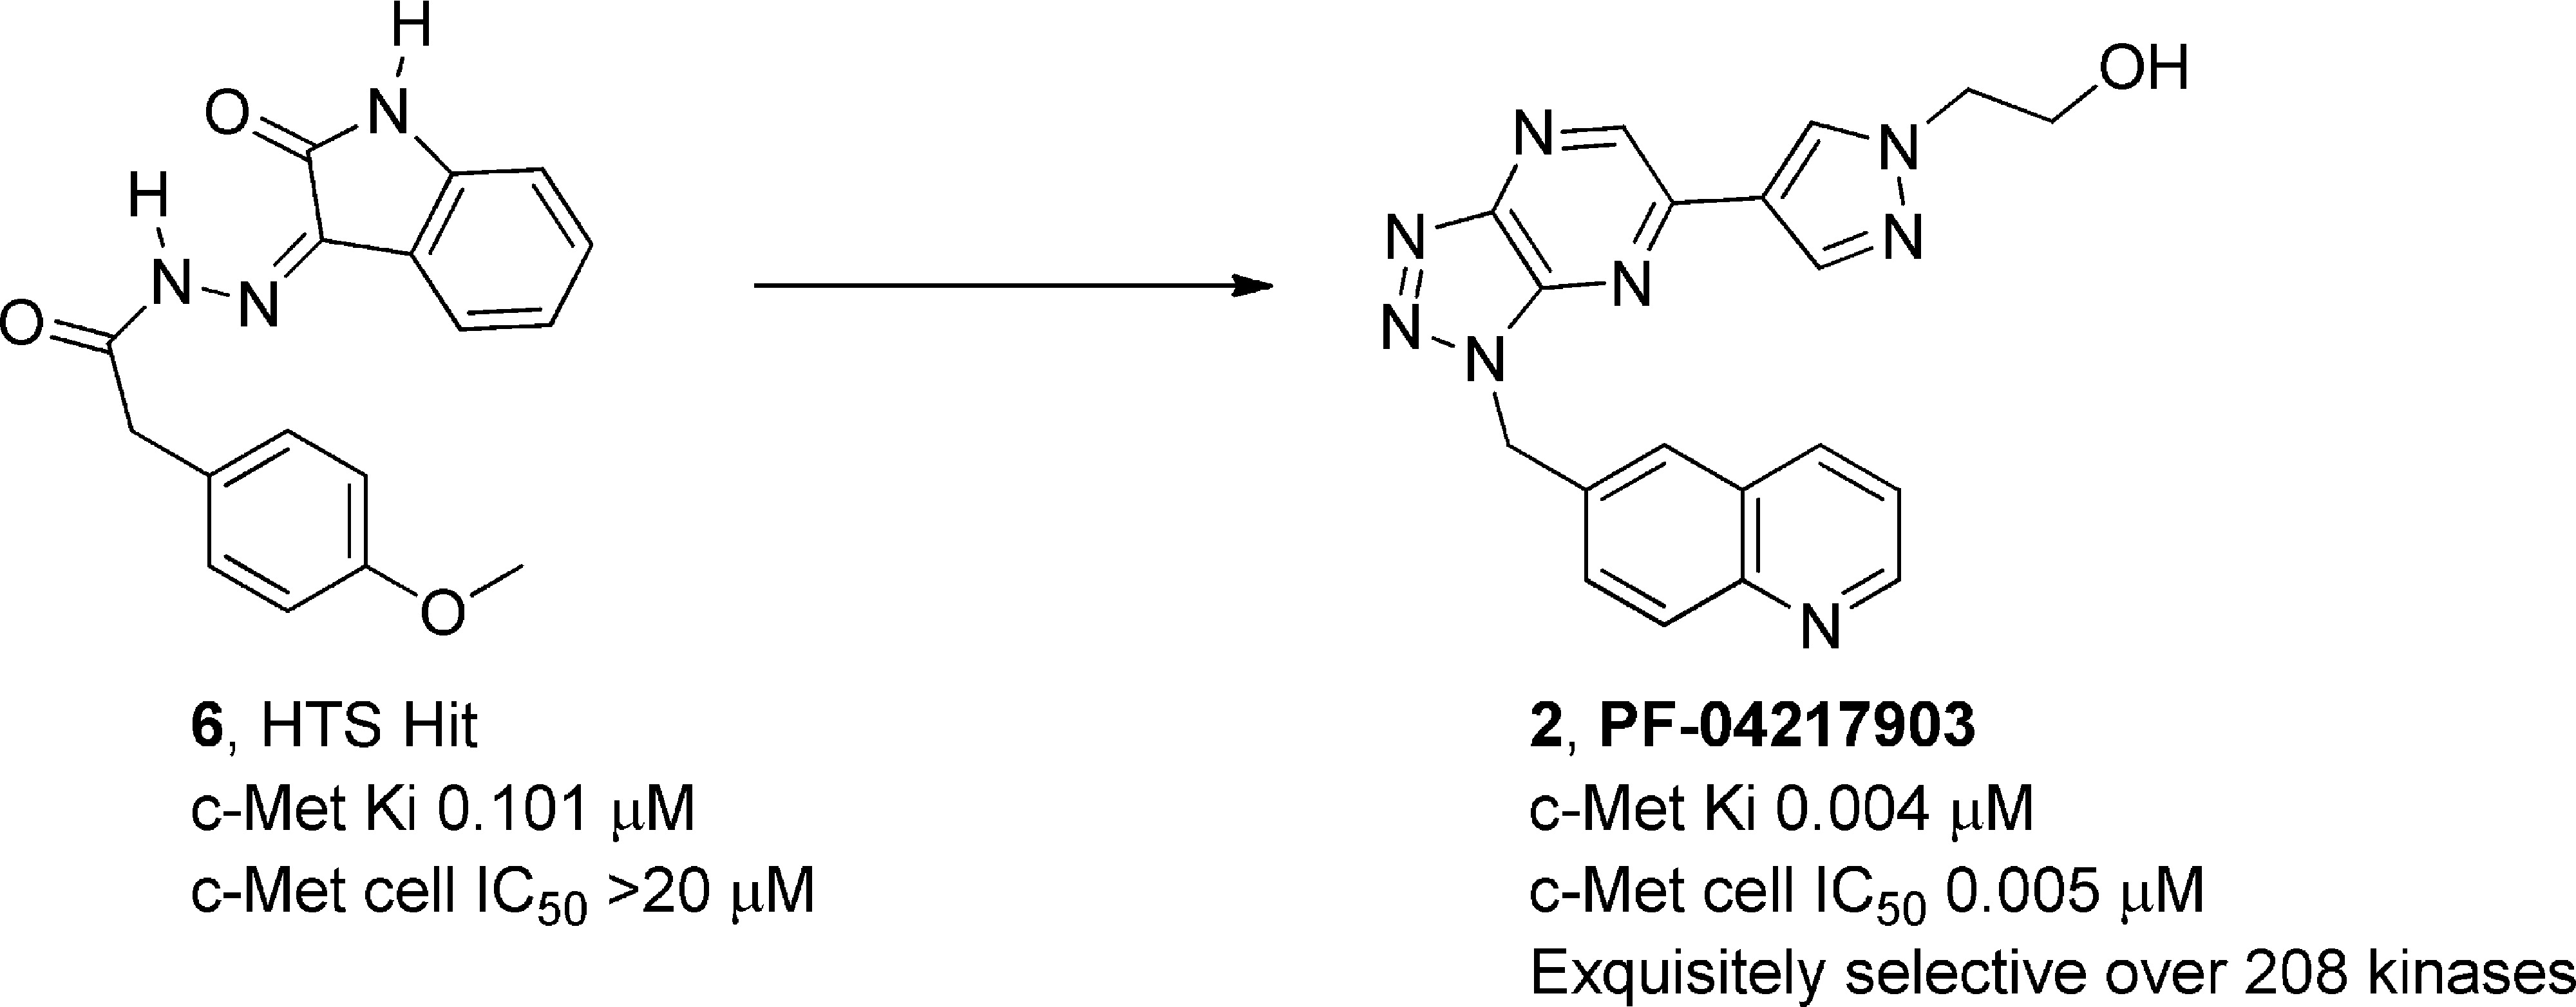 H
O
N
H
N
N
O
O
OH
N
N
N
N
N
N
N
N
N
6, HTS Hit
c-Met Ki 0.101 μM
c-Met cell IC50 >20 μM
2, PF-04217903
c-Met Ki 0.004 μM
c-Met cell IC50 0.005 μM
Exquisitely selective over 208 kinases